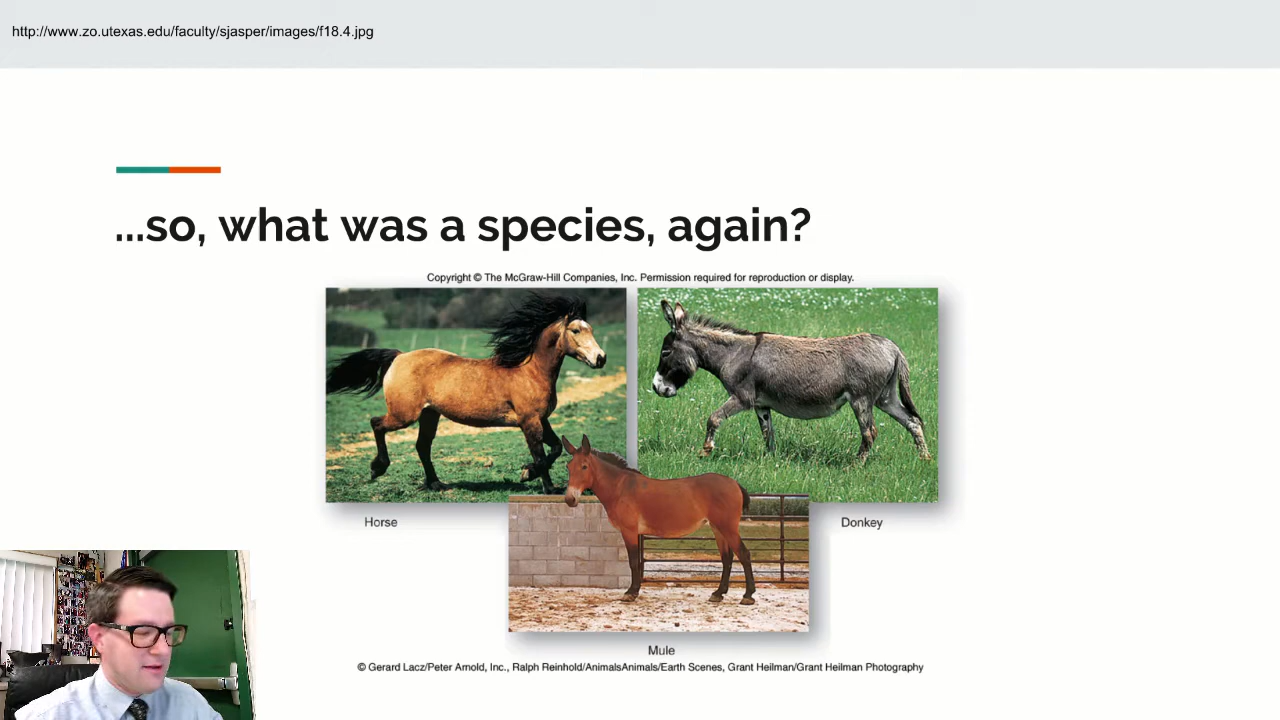 http://www.zo.utexas.edu/faculty/sjasper/images/f18.4.jpg
...so, what was a species, again?
Copyright © The McGraw-Hill Companies, Inc. Permission required for reproduction or display.
Horse
Donkey
Mule
© Gerard Lacz/Peter Arnold, Inc., Ralph Reinhold/AnimalsAnimals/Earth Scenes, Grant Heilman/Grant Heilman Photography